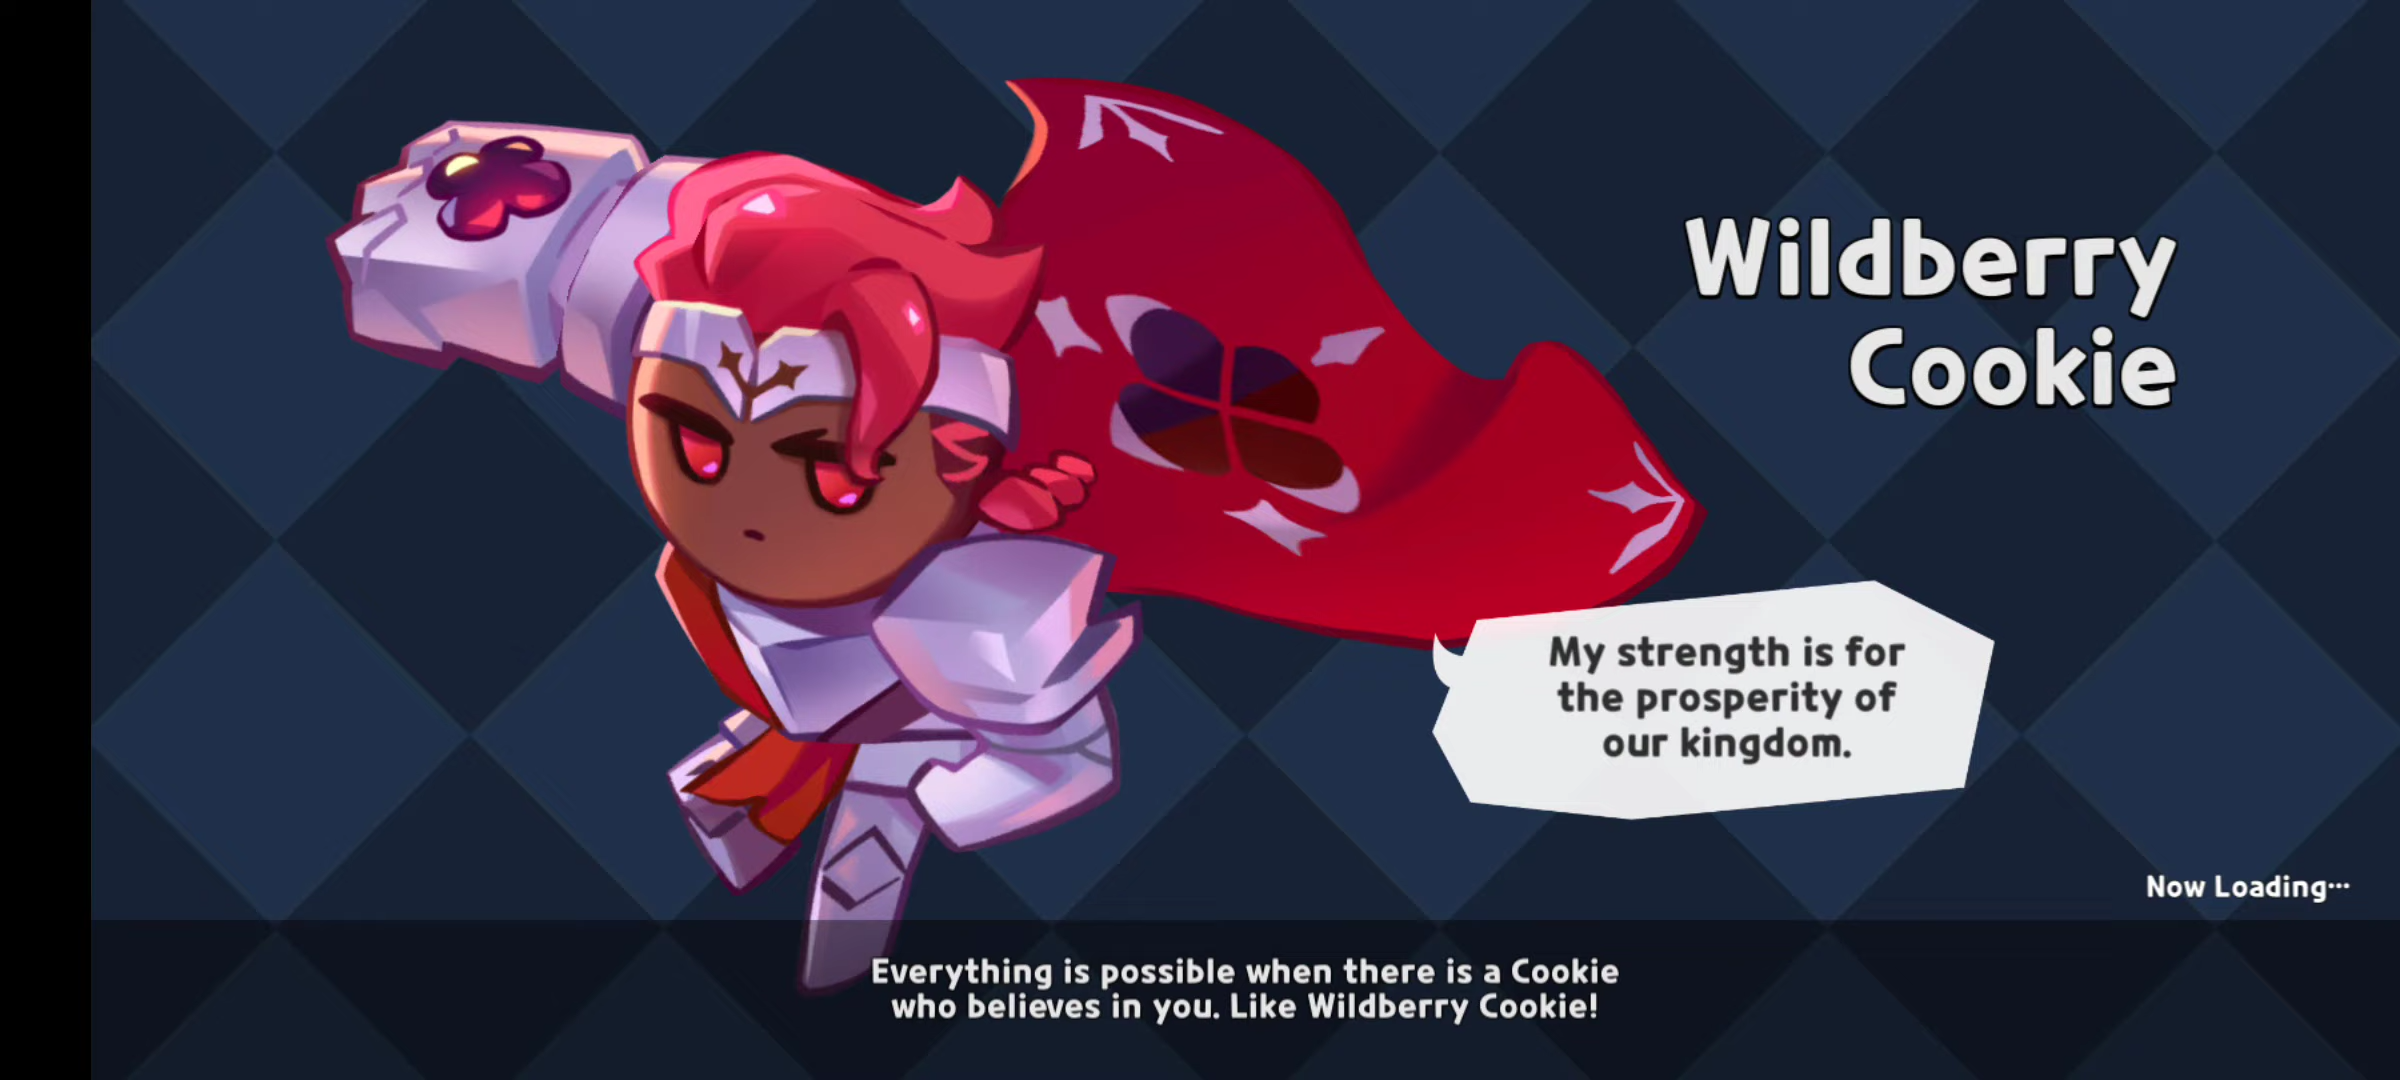 Wildberry
Cookie
My strength is for
the prosperity of
our kingdom.
Now Loading···
Everything is possible when there is a Cookie
who believes in you. Like Wildberry Cookie!